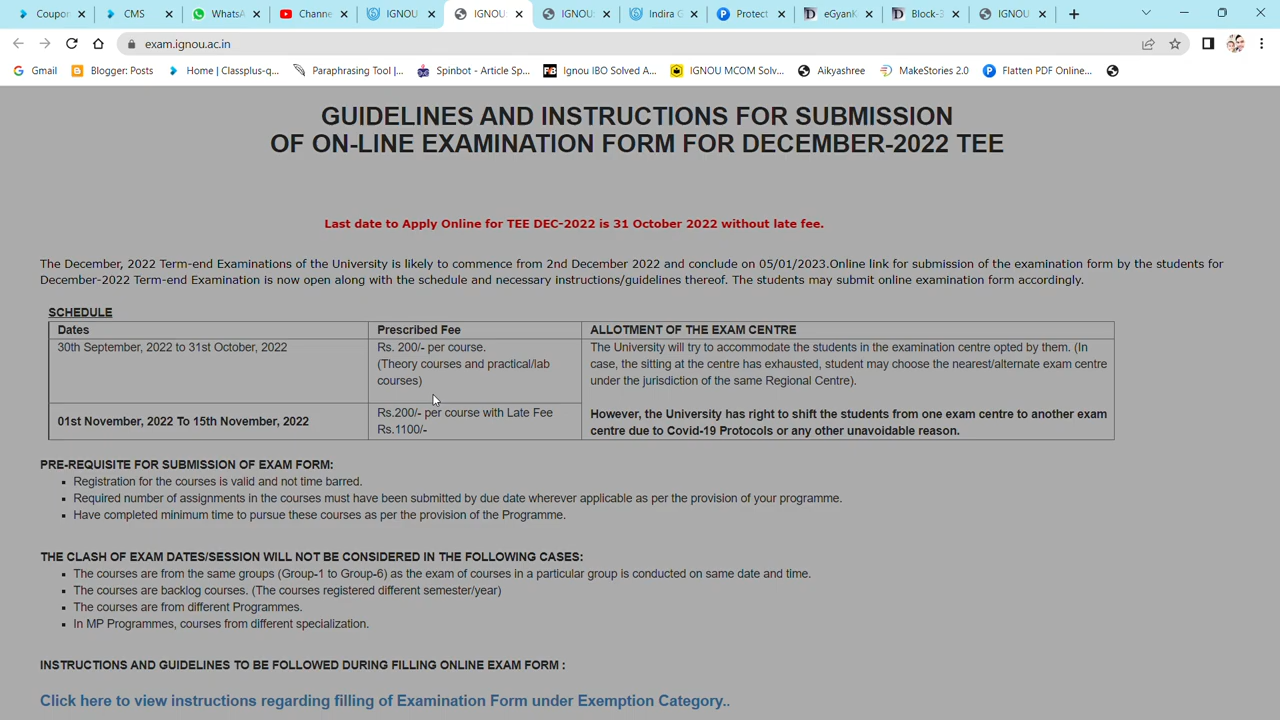 Coupon CMS WhatsA Channe IGNOU IGNOU: IGNOU: Indira G Protect eGyanK Block-3 IGNOU
exam.ignou.ac.in
Gmail Blogger: Posts Home | Classplus-q... Paraphrasing Tool |... Spinbot - Article Sp... Ignou IBO Solved A... IGNOU MCOM Solv... Aikyashree MakeStories 2.0 Flatten PDF Online...
GUIDELINES AND INSTRUCTIONS FOR SUBMISSION
OF ON-LINE EXAMINATION FORM FOR DECEMBER-2022 TEE
Last date to Apply Online for TEE DEC-2022 is 31 October 2022 without late fee.
The December, 2022 Term-end Examinations of the University is likely to commence from 2nd December 2022 and conclude on 05/01/2023.Online link for submission of the examination form by the students for
December-2022 Term-end Examination is now open along with the schedule and necessary instructions/guidelines thereof. The students may submit online examination form accordingly.
SCHEDULE
Dates Prescribed Fee ALLOTMENT OF THE EXAM CENTRE
30th September, 2022 to 31st October, 2022 Rs. 200/- per course. The University will try to accommodate the students in the examination centre opted by them. (In
(Theory courses and practical/lab case, the sitting at the centre has exhausted, student may choose the nearest/alternate exam centre
courses) under the jurisdiction of the same Regional Centre).
01st November, 2022 To 15th November, 2022 Rs.200/- per course with Late Fee However, the University has right to shift the students from one exam centre to another exam
Rs.1100/- centre due to Covid-19 Protocols or any other unavoidable reason.
PRE-REQUISITE FOR SUBMISSION OF EXAM FORM:
Registration for the courses is valid and not time barred.
Required number of assignments in the courses must have been submitted by due date wherever applicable as per the provision of your programme.
Have completed minimum time to pursue these courses as per the provision of the Programme.
THE CLASH OF EXAM DATES/SESSION WILL NOT BE CONSIDERED IN THE FOLLOWING CASES:
The courses are from the same groups (Group-1 to Group-6) as the exam of courses in a particular group is conducted on same date and time.
The courses are backlog courses. (The courses registered different semester/year)
The courses are from different Programmes.
In MP Programmes, courses from different specialization.
INSTRUCTIONS AND GUIDELINES TO BE FOLLOWED DURING FILLING ONLINE EXAM FORM :
Click here to view instructions regarding filling of Examination Form under Exemption Category..